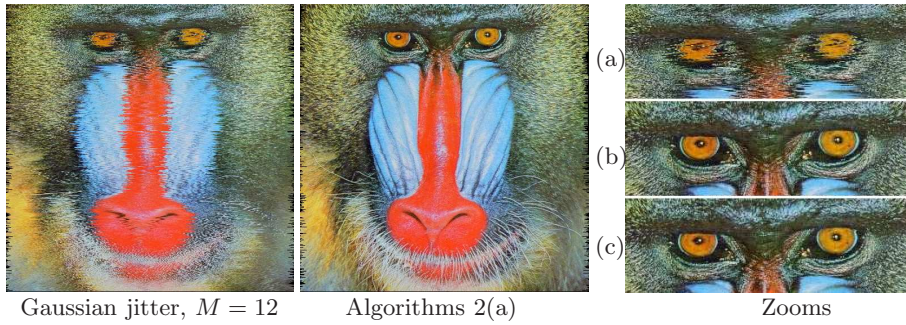 (a)
(b)
(c)
Gaussian jitter, M = 12
Algorithms 2(a)
Zooms